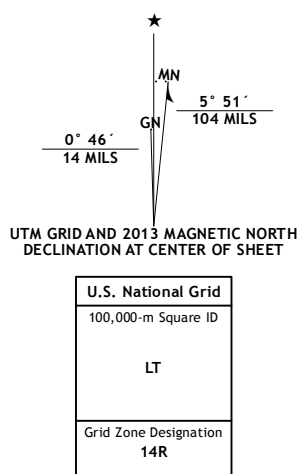 ★
MN
GN
5° 51´
104 MILS
0° 46´
14 MILS
UTM GRID AND 2013 MAGNETIC NORTH
DECLINATION AT CENTER OF SHEET
U.S. National Grid
100,000-m Square ID
LT
Grid Zone Designation
14R